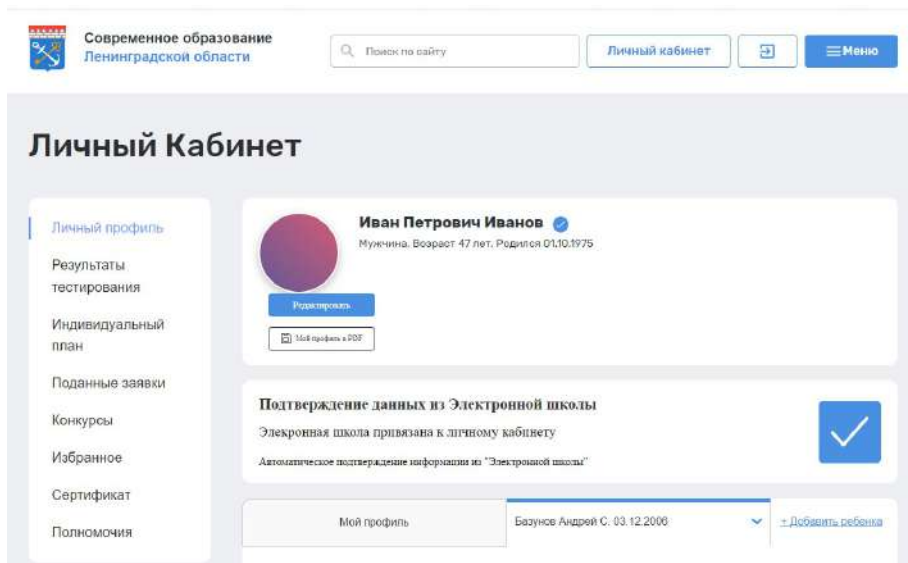 Современное образование
Ленинградской области
Поиск по сайту
Личный кабинет
Меню
Личный Кабинет
Личный профиль
Результаты
тестирования
Индивидуальный
план
Поданные заявки
Конкурсы
Избранное
Сертификат
Полномочия
Иван Петрович Иванов
Мужчина. Возраст 47 лет. Родился 01.10.1975
Редактировать
Мой профиль в PDF
Подтверждение данных из Электронной школы
Элекронная школа привязана к личному кабинету
Автоматическое подтверждение информации из "Электронной школы"
Мой профиль
Базунов Андрей С. 03.12.2006
+ Добавить ребенка